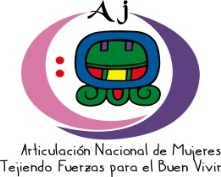 Aj
Articulación Nacional de Mujeres
Tejiendo Fuerzas para el Buen Vivir